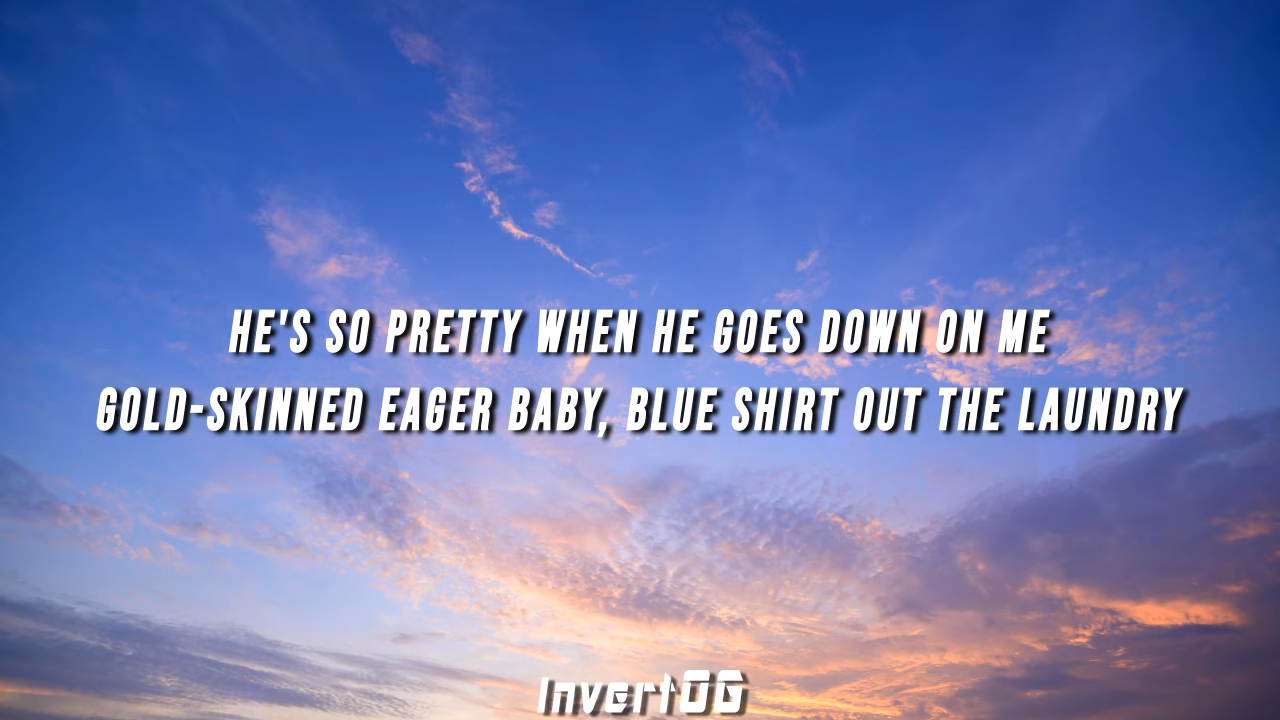 HE'S SO PRETTY WHEN HE GOES DOWN ON ME
GOLD-SKINNED EAGER BABY, BLUE SHIRT OUT THE LAUNDRY
InvertOG